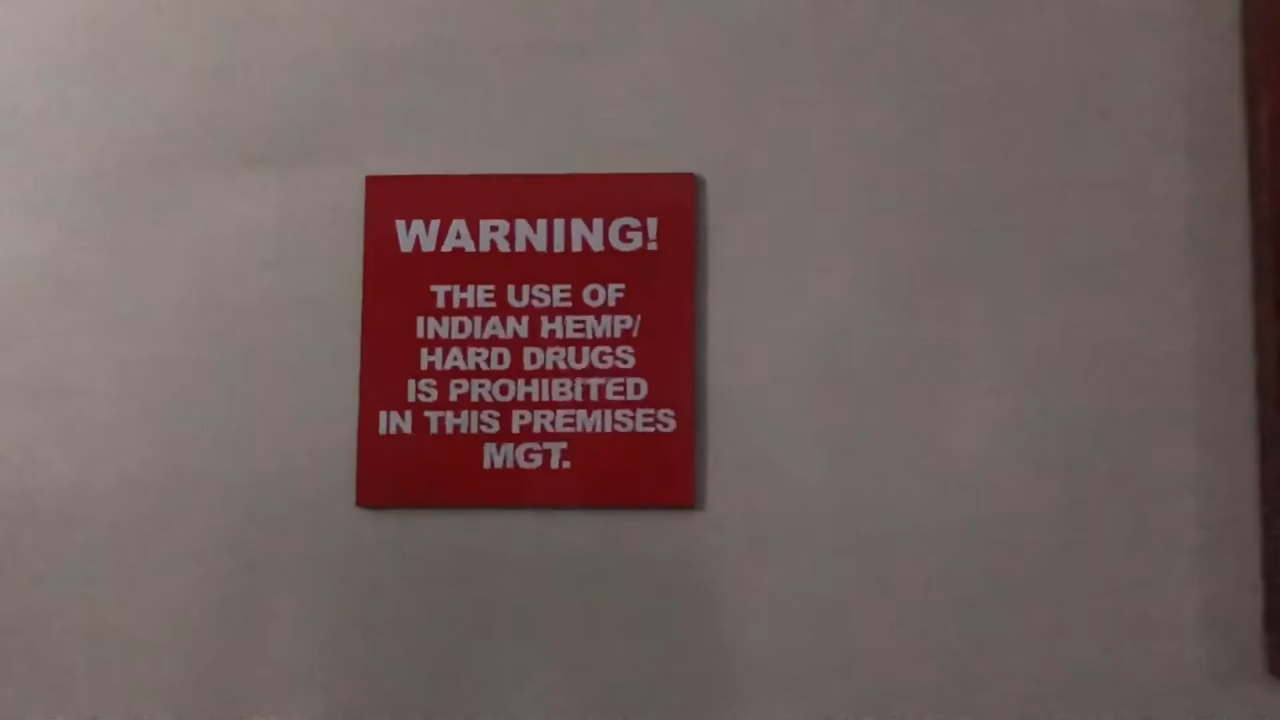 WARNING!
THE USE OF
INDIAN HEMP/
HARD DRUGS
IS PROHIBITED
IN THIS PREMISES
MGT.